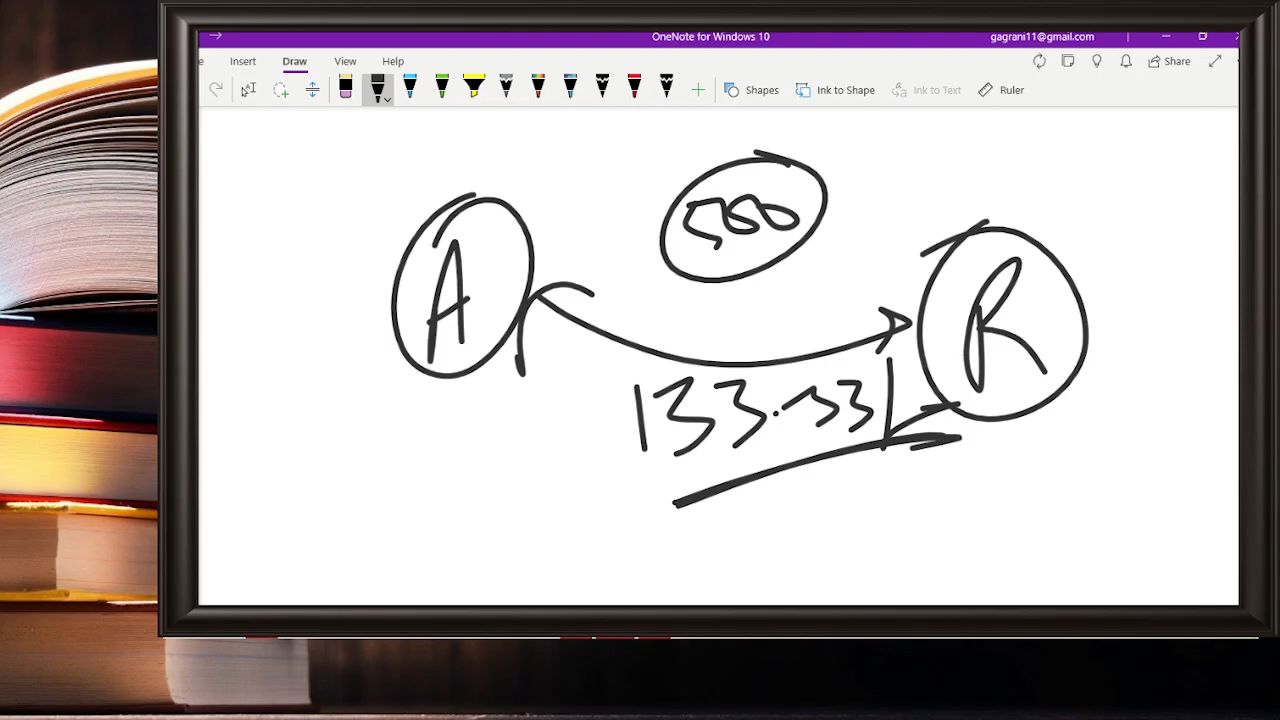 OneNote for Windows 10
gagrani11@gmail.com
Insert
Draw
View
Help
Share
Shapes
Ink to Shape
Ink to Text
Ruler
500
A
R
133.33L